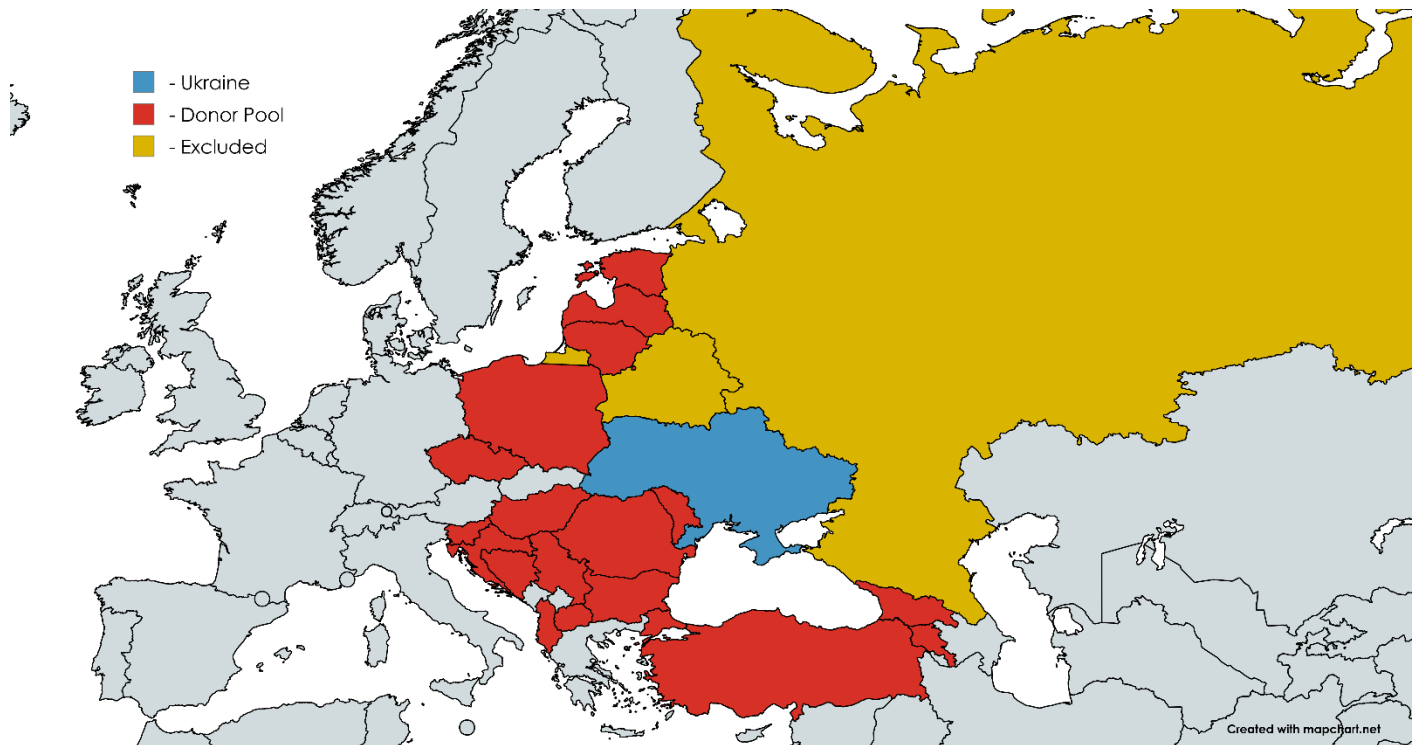 - Ukraine
- Donor Pool
- Excluded
Created with mapchart.net